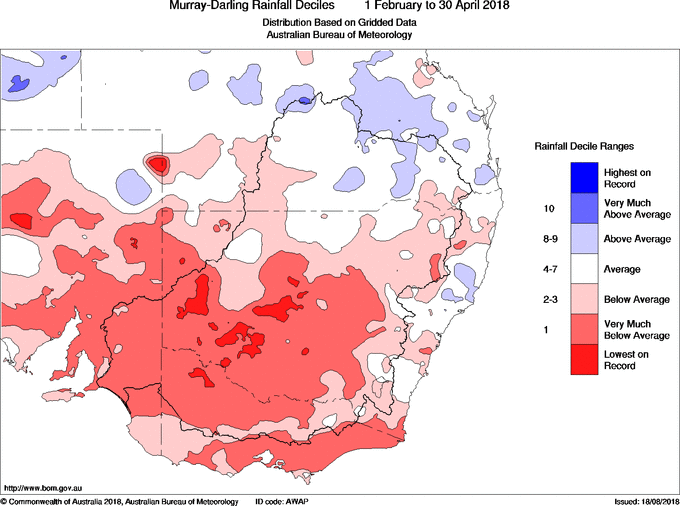 Murray-Darling Rainfall Deciles 1 February to 30 April 2018
Distribution Based on Gridded Data
Australian Bureau of Meteorology
Rainfall Decile Ranges
Highest on
Record
10
Very Much
Above Average
8-9
Above Average
4-7
Average
2-3
Below Average
1
Very Much
Below Average
Lowest on
Record
http://www.bom.gov.au
© Commonwealth of Australia 2018, Australian Bureau of Meteorology ID code: AWAP Issued: 18/08/2018